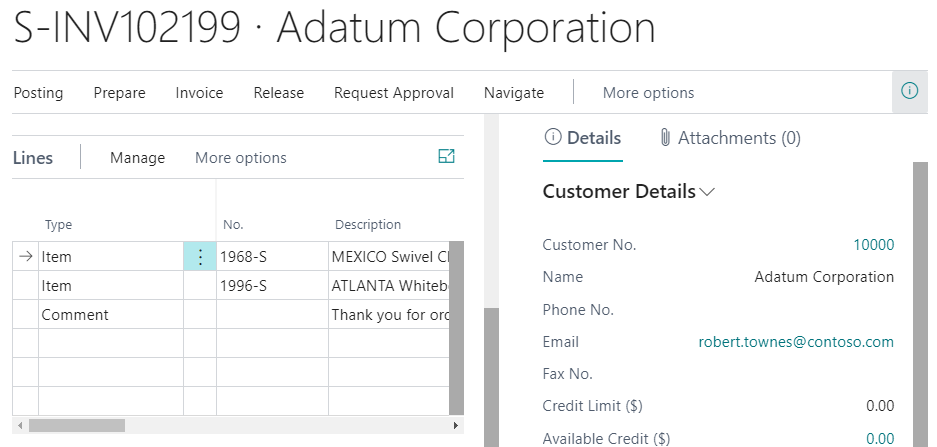 S-INV102199 · Adatum Corporation
Posting Prepare Invoice Release Request Approval Navigate More options
Lines Manage More options
Type No. Description
Item 1968-S MEXICO Swivel
Item 1996-S ATLANTA
Comment Thank you for
Details Attachments (0)
Customer Details
Customer No. 10000
Name Adatum Corporation
Phone No.
Email robert.townes@contoso.com
Fax No.
Credit Limit ($) 0.00
Available Credit ($) 0.00